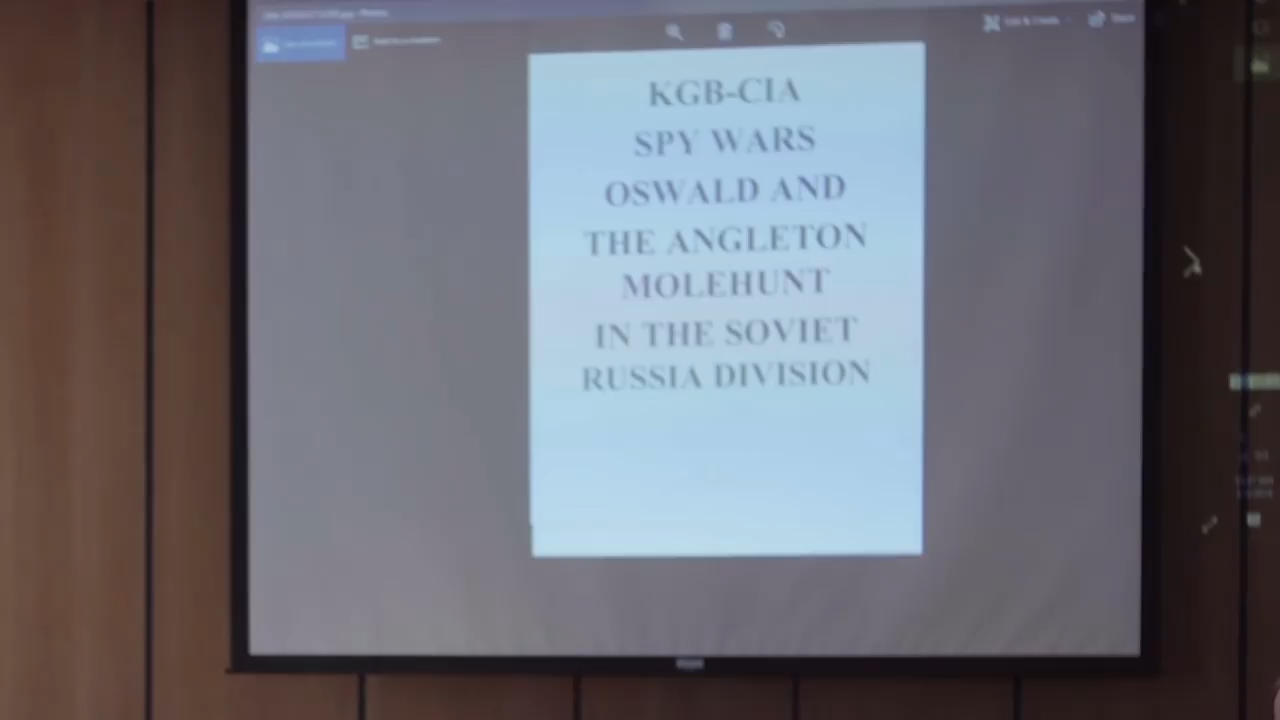 KGB-CIA
SPY WARS
OSWALD AND
THE ANGLETON
MOLEHUNT
IN THE SOVIET
RUSSIA DIVISION